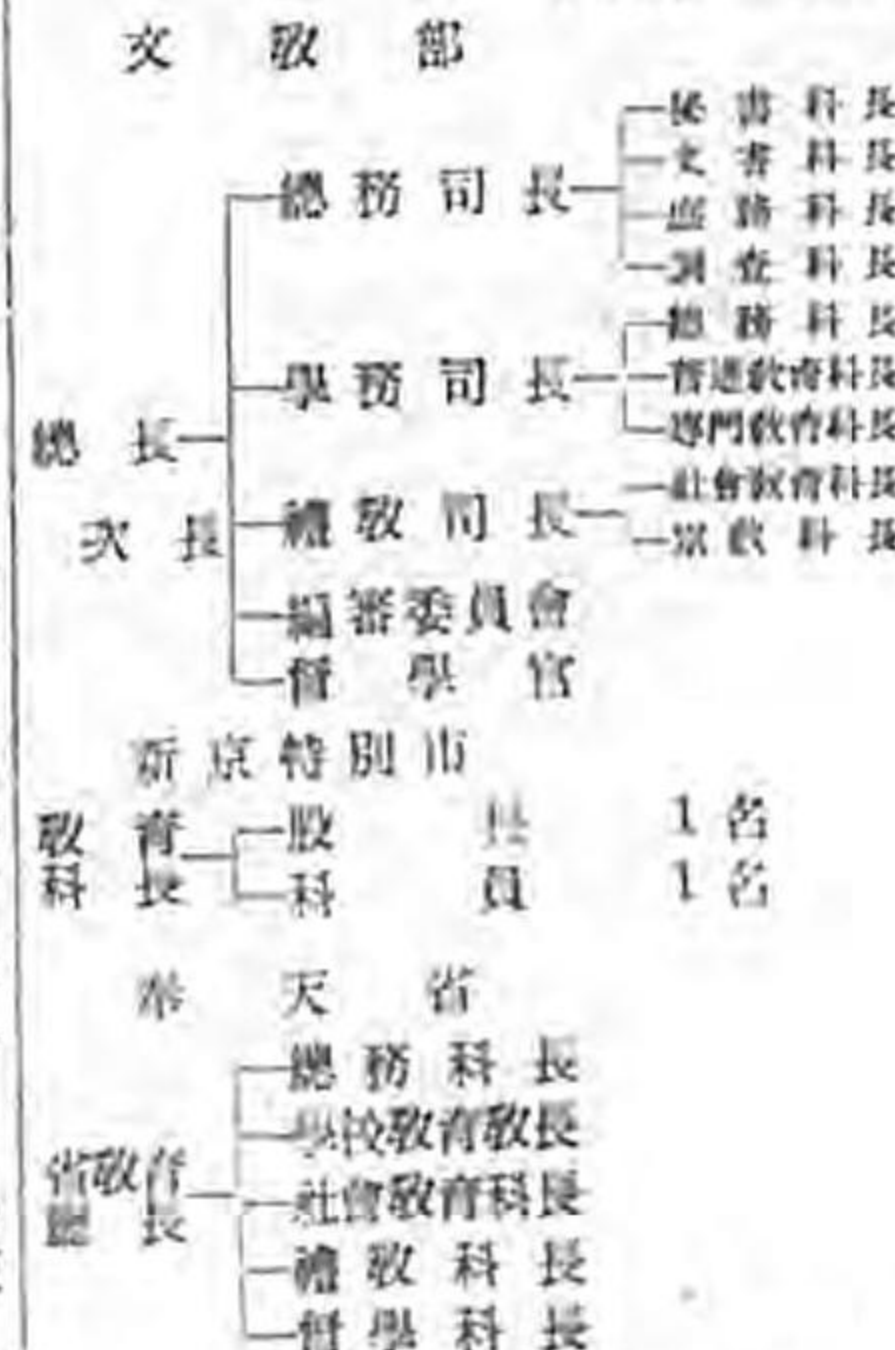 文教部
總長
次長
總務司長
秘書科長
文書科長
庶務科長
調査科長
學務司長
總務科長
普通教育科長
專門教育科長
禮教司長
社會教育科長
宗教科長
編審委員會
督學官
新京特別市
教育
科長
股 1名
科員 1名
奉天省
省教育
廳長
總務科長
學校教育教長
社會教育科長
禮教科長
督學科長